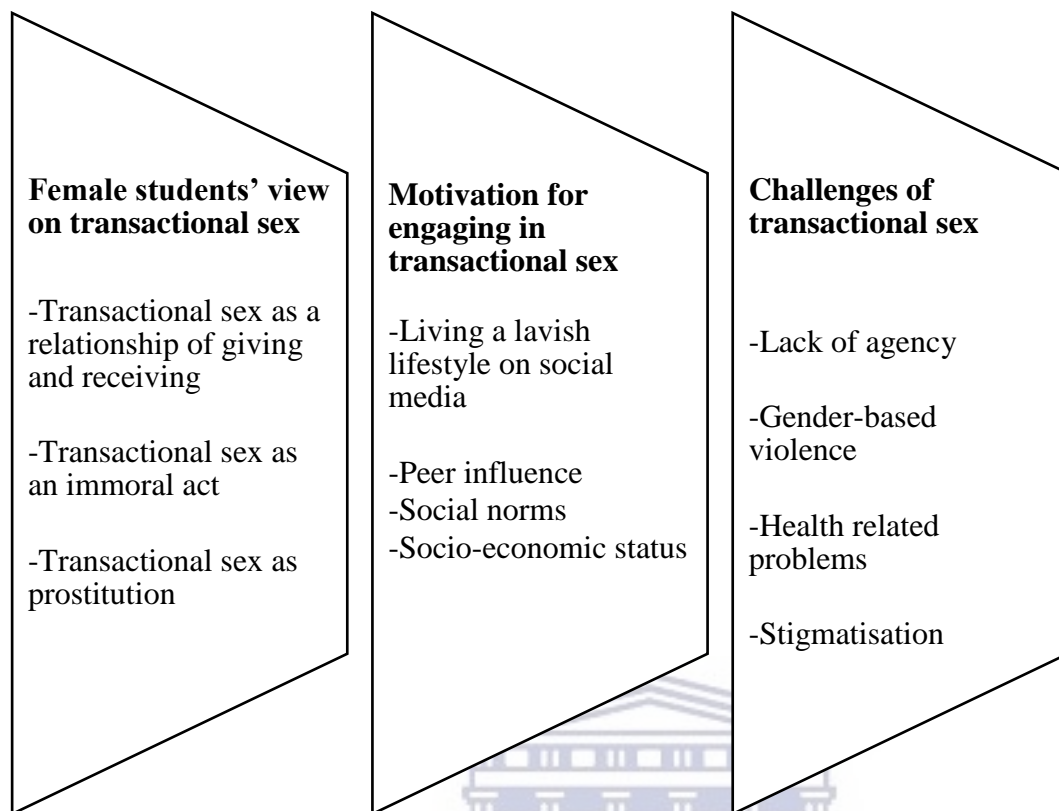 Female students’ view
on transactional sex
-Transactional sex as a
relationship of giving
and receiving
-Transactional sex as
an immoral act
-Transactional sex as
prostitution
Motivation for
engaging in
transactional sex
-Living a lavish
lifestyle on social
media
-Peer influence
-Social norms
-Socio-economic status
Challenges of
transactional sex
-Lack of agency
-Gender-based
violence
-Health related
problems
-Stigmatisation